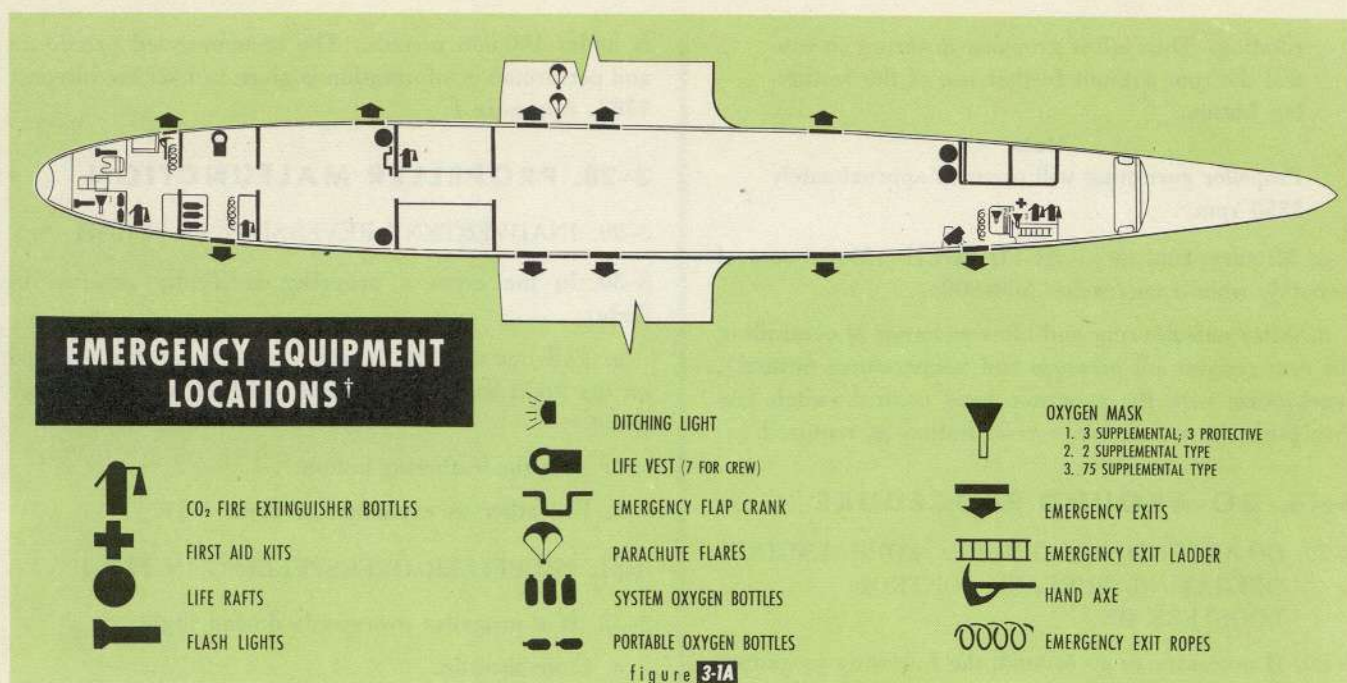 EMERGENCY EQUIPMENT
LOCATIONS†
CO₂ FIRE EXTINGUISHER BOTTLES
FIRST AID KITS
LIFE RAFTS
FLASH LIGHTS
DITCHING LIGHT
LIFE VEST (7 FOR CREW)
EMERGENCY FLAP CRANK
PARACHUTE FLARES
SYSTEM OXYGEN BOTTLES
PORTABLE OXYGEN BOTTLES
OXYGEN MASK
1. 3 SUPPLEMENTAL; 3 PROTECTIVE
2. 2 SUPPLEMENTAL TYPE
3. 75 SUPPLEMENTAL TYPE
EMERGENCY EXITS
EMERGENCY EXIT LADDER
HAND AXE
EMERGENCY EXIT ROPES
figure 3-1A